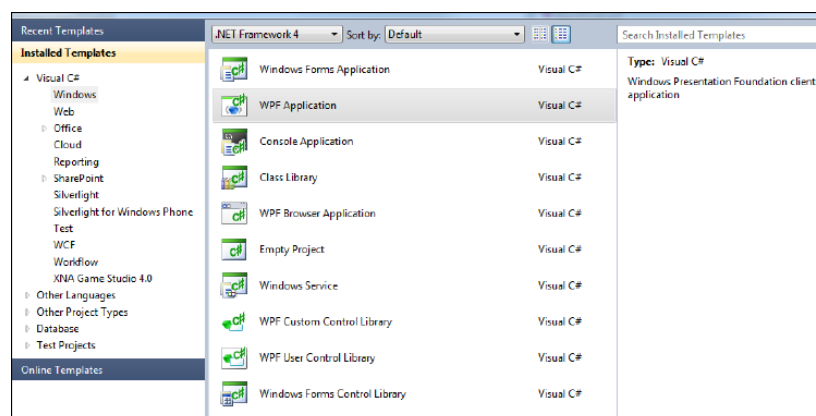 Recent Templates
Installed Templates
Visual C#
Windows
Web
Office
Cloud
Reporting
SharePoint
Silverlight
Silverlight for Windows Phone
Test
WCF
Workflow
XNA Game Studio 4.0
Other Languages
Other Project Types
Database
Test Projects
Online Templates
.NET Framework 4 Sort by: Default
Windows Forms Application Visual C#
WPF Application Visual C#
Console Application Visual C#
Class Library Visual C#
WPF Browser Application Visual C#
Empty Project Visual C#
Windows Service Visual C#
WPF Custom Control Library Visual C#
WPF User Control Library Visual C#
Windows Forms Control Library Visual C#
Search Installed Templates
Type: Visual C#
Windows Presentation Foundation client
application